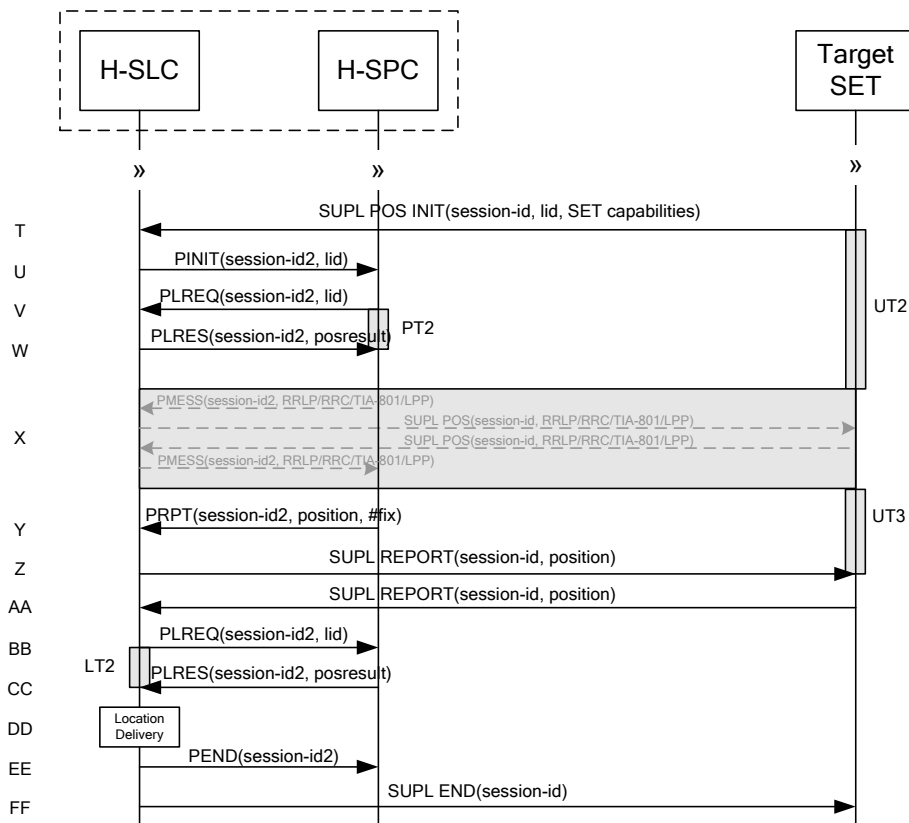 H-SLC
H-SPC
Target
SET
»
»
»
T
SUPL POS INIT(session-id, lid, SET capabilities)
U
PINIT(session-id2, lid)
V
PLREQ(session-id2, lid)
UT2
PT2
W
PLRES(session-id2, posresult)
X
PMESS(session-id2, RRLP/RRC/TIA-801/LPP)
SUPL POS(session-id, RRLP/RRC/TIA-801/LPP)
SUPL POS(session-id, RRLP/RRC/TIA-801/LPP)
PMESS(session-id2, RRLP/RRC/TIA-801/LPP)
Y
PRPT(session-id2, position, #fix)
UT3
Z
SUPL REPORT(session-id, position)
AA
SUPL REPORT(session-id, position)
BB
PLREQ(session-id2, lid)
LT2
CC
PLRES(session-id2, posresult)
DD
Location
Delivery
EE
PEND(session-id2)
FF
SUPL END(session-id)